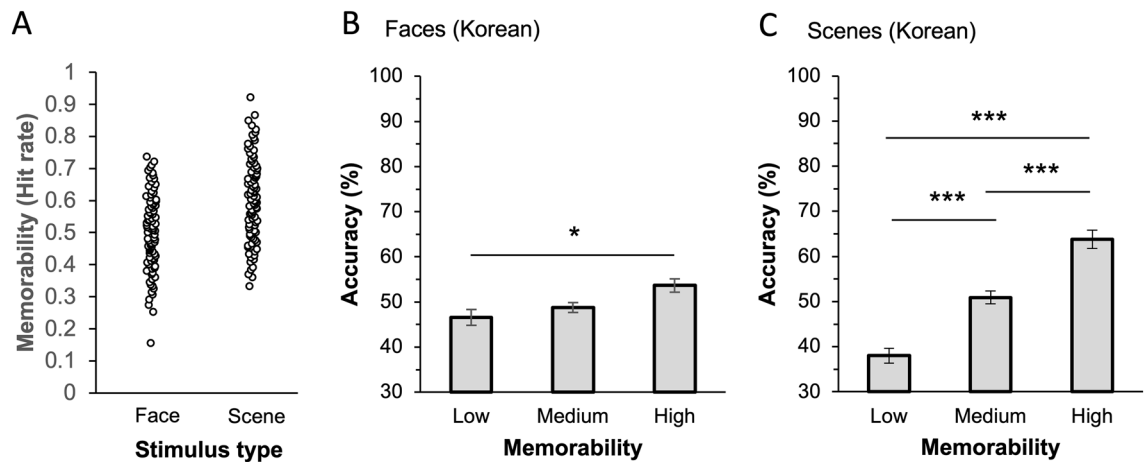 A
Memorability (Hit rate)
1
0.9
0.8
0.7
0.6
0.5
0.4
0.3
0.2
0.1
0
Face Scene
Stimulus type
B Faces (Korean)
Accuracy (%)
100
90
80
70
60
50
40
30
*
Low Medium High
Memorability
C Scenes (Korean)
Accuracy (%)
100
90
80
70
60
50
40
30
***
***
***
Low Medium High
Memorability